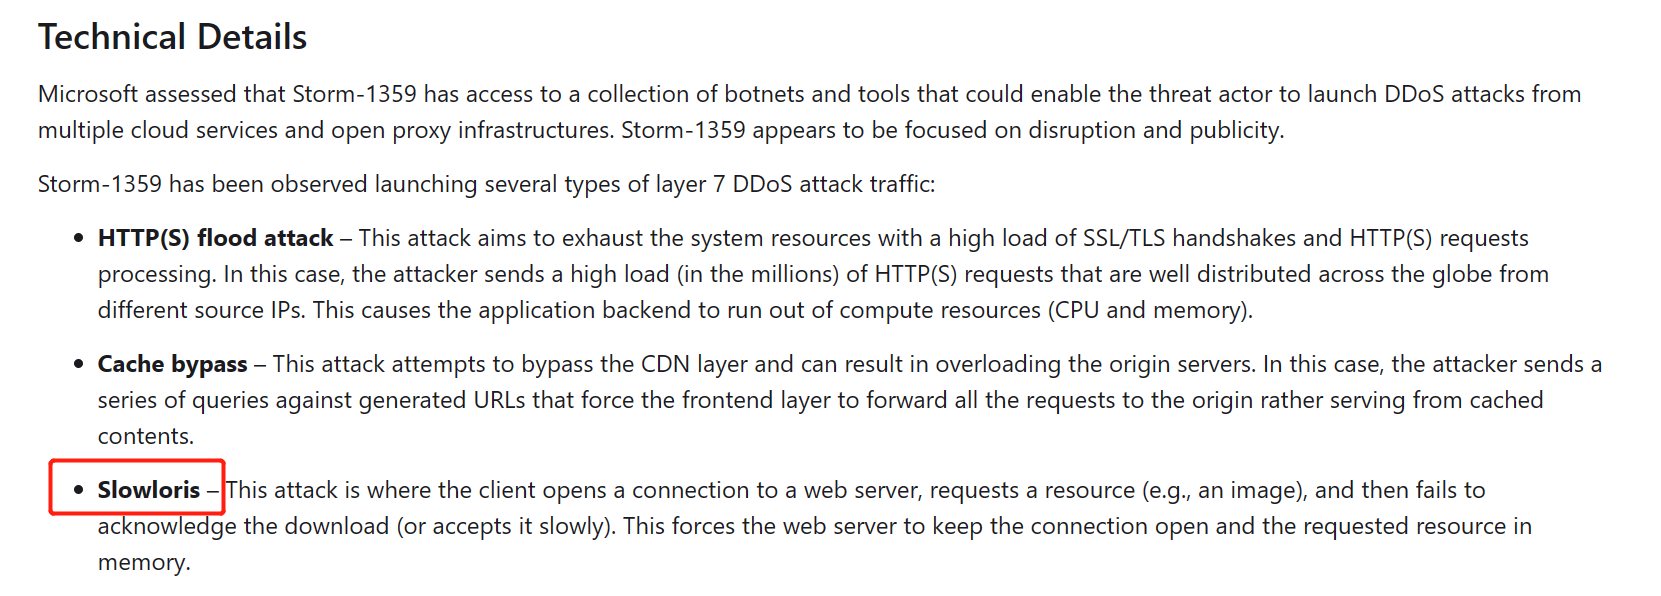 Technical Details
Microsoft assessed that Storm-1359 has access to a collection of botnets and tools that could enable the threat actor to launch DDoS attacks from
multiple cloud services and open proxy infrastructures. Storm-1359 appears to be focused on disruption and publicity.
Storm-1359 has been observed launching several types of layer 7 DDoS attack traffic:
• HTTP(S) flood attack – This attack aims to exhaust the system resources with a high load of SSL/TLS handshakes and HTTP(S) requests
processing. In this case, the attacker sends a high load (in the millions) of HTTP(S) requests that are well distributed across the globe from
different source IPs. This causes the application backend to run out of compute resources (CPU and memory).
• Cache bypass – This attack attempts to bypass the CDN layer and can result in overloading the origin servers. In this case, the attacker sends a
series of queries against generated URLs that force the frontend layer to forward all the requests to the origin rather serving from cached
contents.
• Slowloris – This attack is where the client opens a connection to a web server, requests a resource (e.g., an image), and then fails to
acknowledge the download (or accepts it slowly). This forces the web server to keep the connection open and the requested resource in
memory.